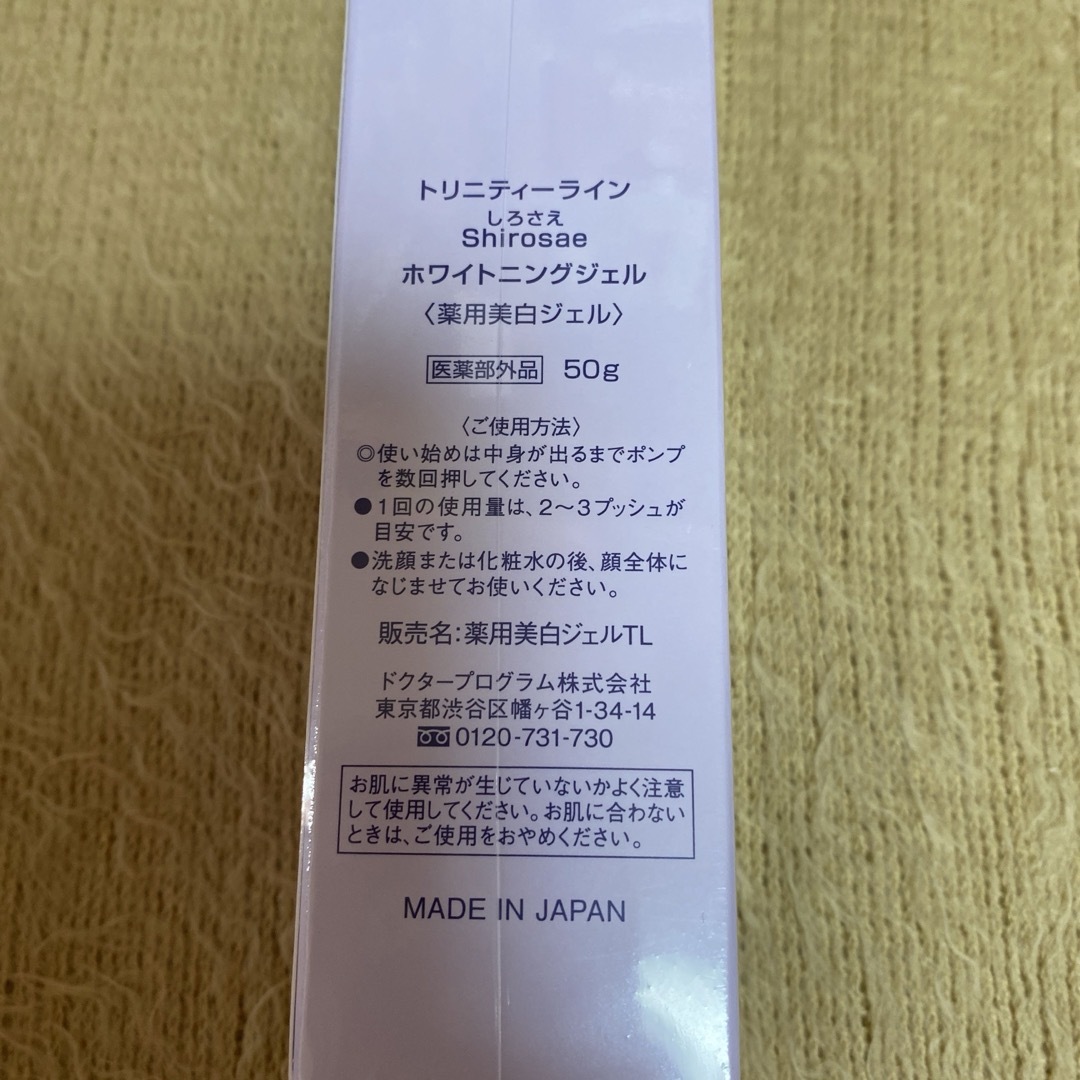 トリニティーライン
しろさえ
Shirosae
ホワイトニングジェル
〈薬用美白ジェル〉
医薬部外品 50g
〈ご使用方法〉
◎使い始めは中身が出るまでポンプ
を数回押してください。
●1回の使用量は、2〜3プッシュが
目安です。
●洗顔または化粧水の後、顔全体に
なじませてお使いください。
販売名:薬用美白ジェルTL
ドクタープログラム株式会社
東京都渋谷区幡ヶ谷1-34-14
0120-731-730
お肌に異常が生じていないかよく注意
して使用してください。お肌に合わない
ときは、ご使用をおやめください。
MADE IN JAPAN